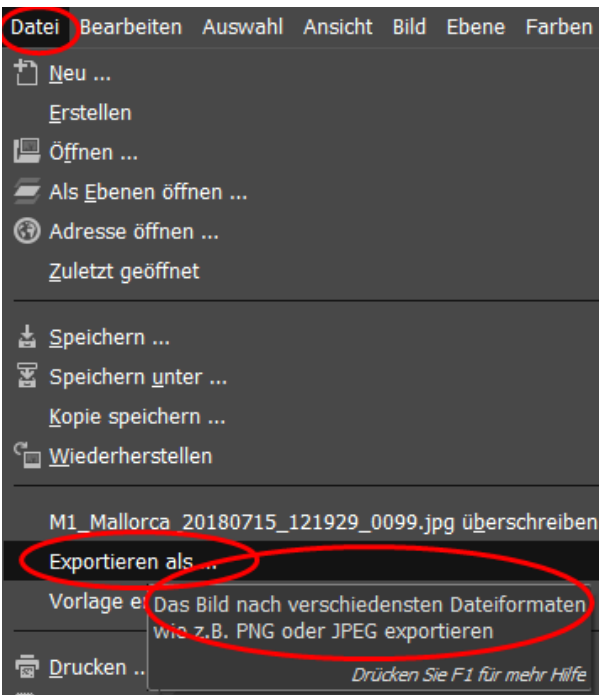 Datei Bearbeiten Auswahl Ansicht Bild Ebene Farben
Neu ...
Erstellen
Öffnen ...
Als Ebenen öffnen ...
Adresse öffnen ...
Zuletzt geöffnet
Speichern ...
Speichern unter ...
Kopie speichern ...
Wiederherstellen
M1_Mallorca_20180715_121929_0099.jpg überschreiben
Exportieren als ...
Vorlage
Das Bild nach verschiedensten Dateiformaten
wie z.B. PNG oder JPEG exportieren
Drucken ...
Drücken Sie F1 für mehr Hilfe